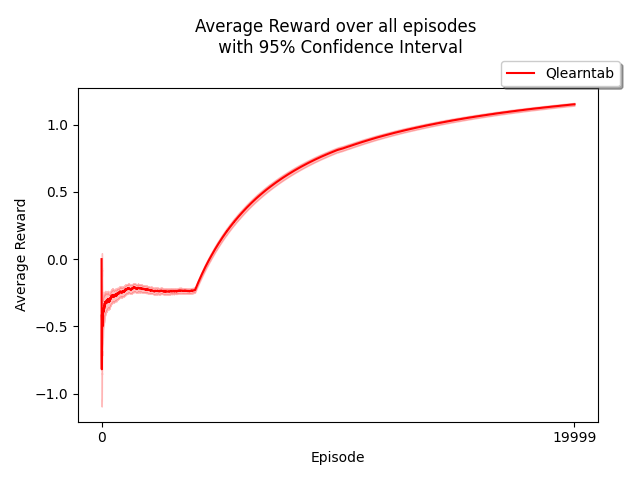 Average Reward over all episodes
with 95% Confidence Interval
Qlearntab
1.0
0.5
0.0
−0.5
−1.0
Average Reward
0
19999
Episode